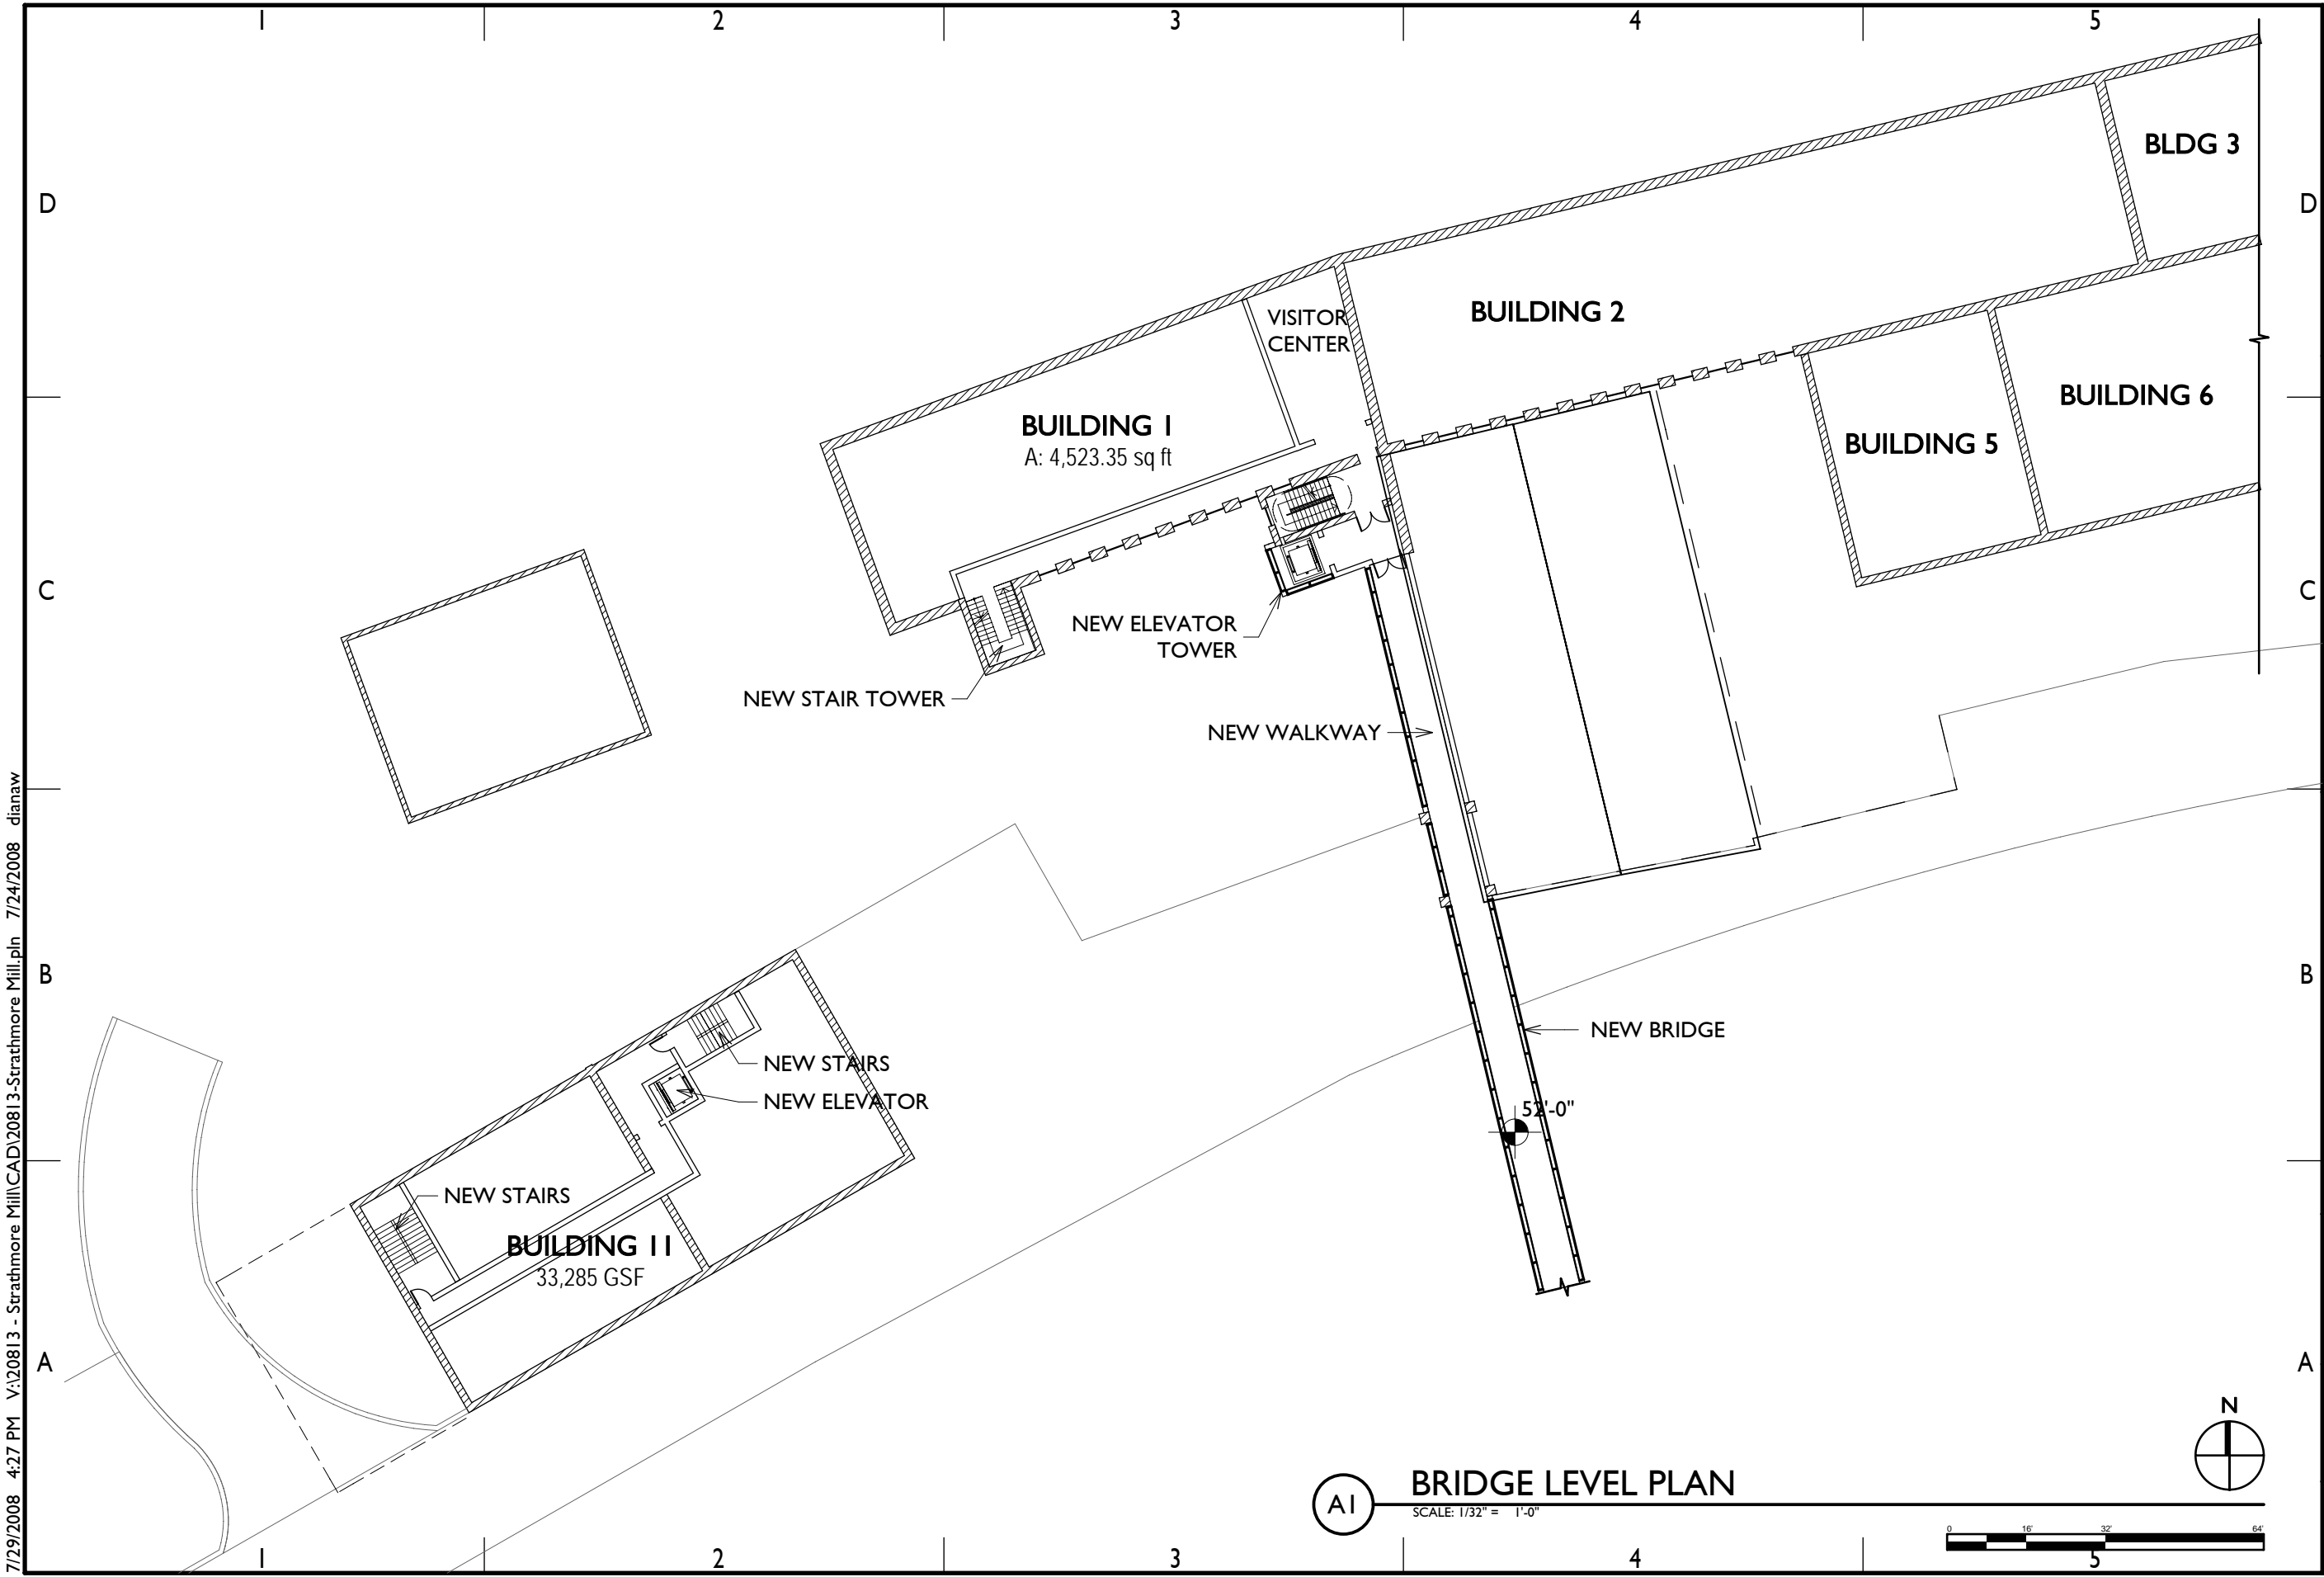 1 2 3 4 5
D D
BLDG 3
VISITOR
CENTER
BUILDING 2
BUILDING 1
A: 4,523.35 sq ft
BUILDING 6
BUILDING 5
C C
NEW ELEVATOR
TOWER
NEW STAIR TOWER
NEW WALKWAY
B B
NEW BRIDGE
NEW STAIRS
NEW ELEVATOR
52'-0"
NEW STAIRS
BUILDING 11
33,285 GSF
A A
N
A1
BRIDGE LEVEL PLAN
SCALE: 1/32" = 1'-0"
0 16' 32' 64'
1 2 3 4 5
7/29/2008 4:27 PM V:\20813 - Strathmore Mill\CAD\20813-Strathmore Mill.pln 7/24/2008 dianaw